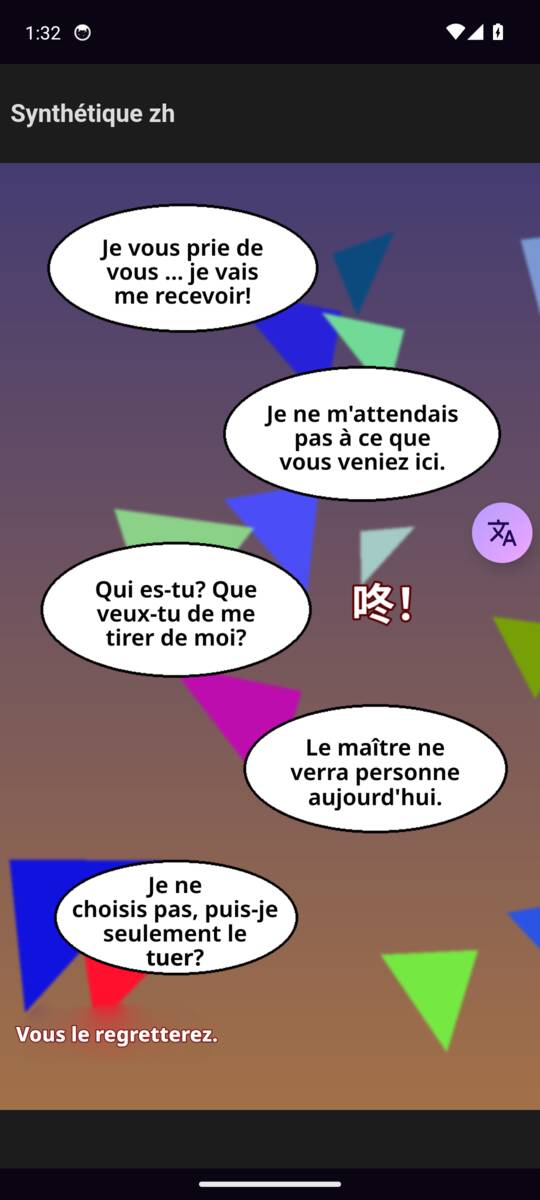 1:32
Synthétique zh
Je vous prie de
vous ... je vais
me recevoir!
Je ne m'attendais
pas à ce que
vous veniez ici.
Qui es-tu? Que
veux-tu de me
tirer de moi?
咚!
Le maître ne
verra personne
aujourd'hui.
Je ne
choisis pas, puis-je
seulement le
tuer?
Vous le regretterez.